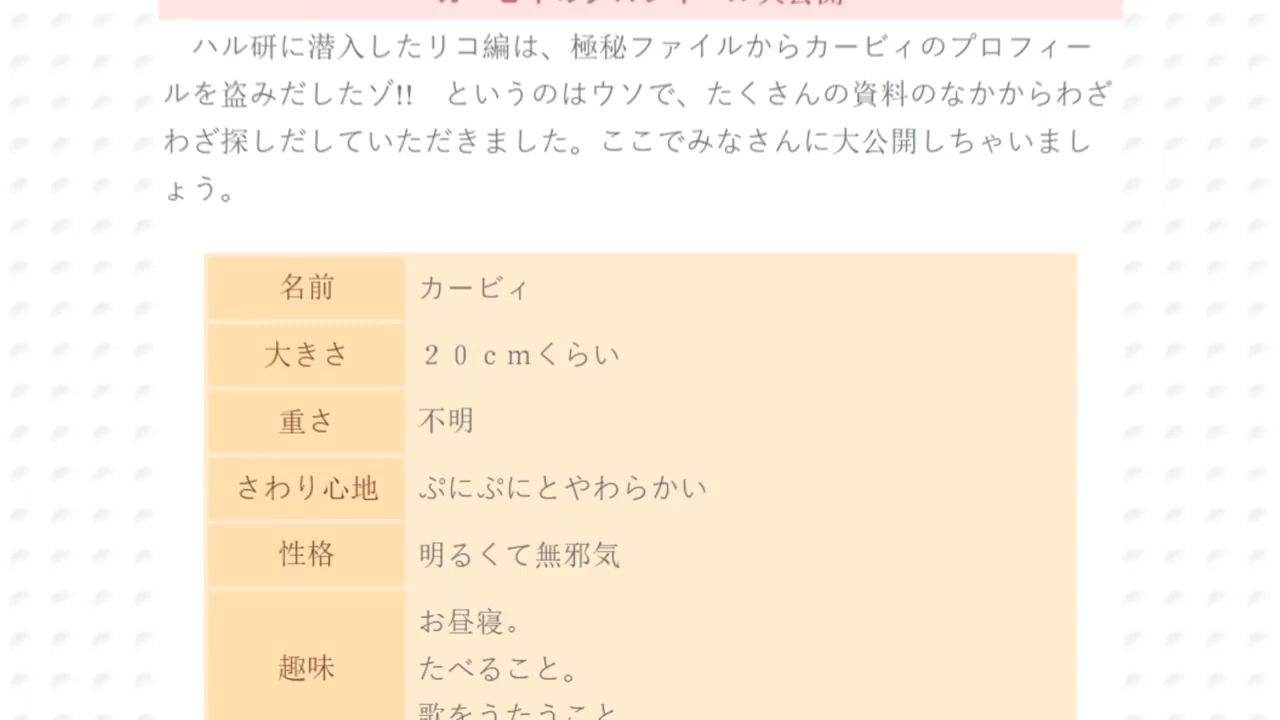 ハル研に潜入したリコ編は、極秘ファイルからカービィのプロフィー
ルを盗みだしたゾ!!　というのはウソで、たくさんの資料のなかからわざ
わざ探しだしていただきました。ここでみなさんに大公開しちゃいまし
ょう。
名前　カービィ
大きさ　２０ｃｍくらい
重さ　不明
さわり心地　ぷにぷにとやわらかい
性格　明るくて無邪気
お昼寝。
趣味　たべること。
歌をうたうこと